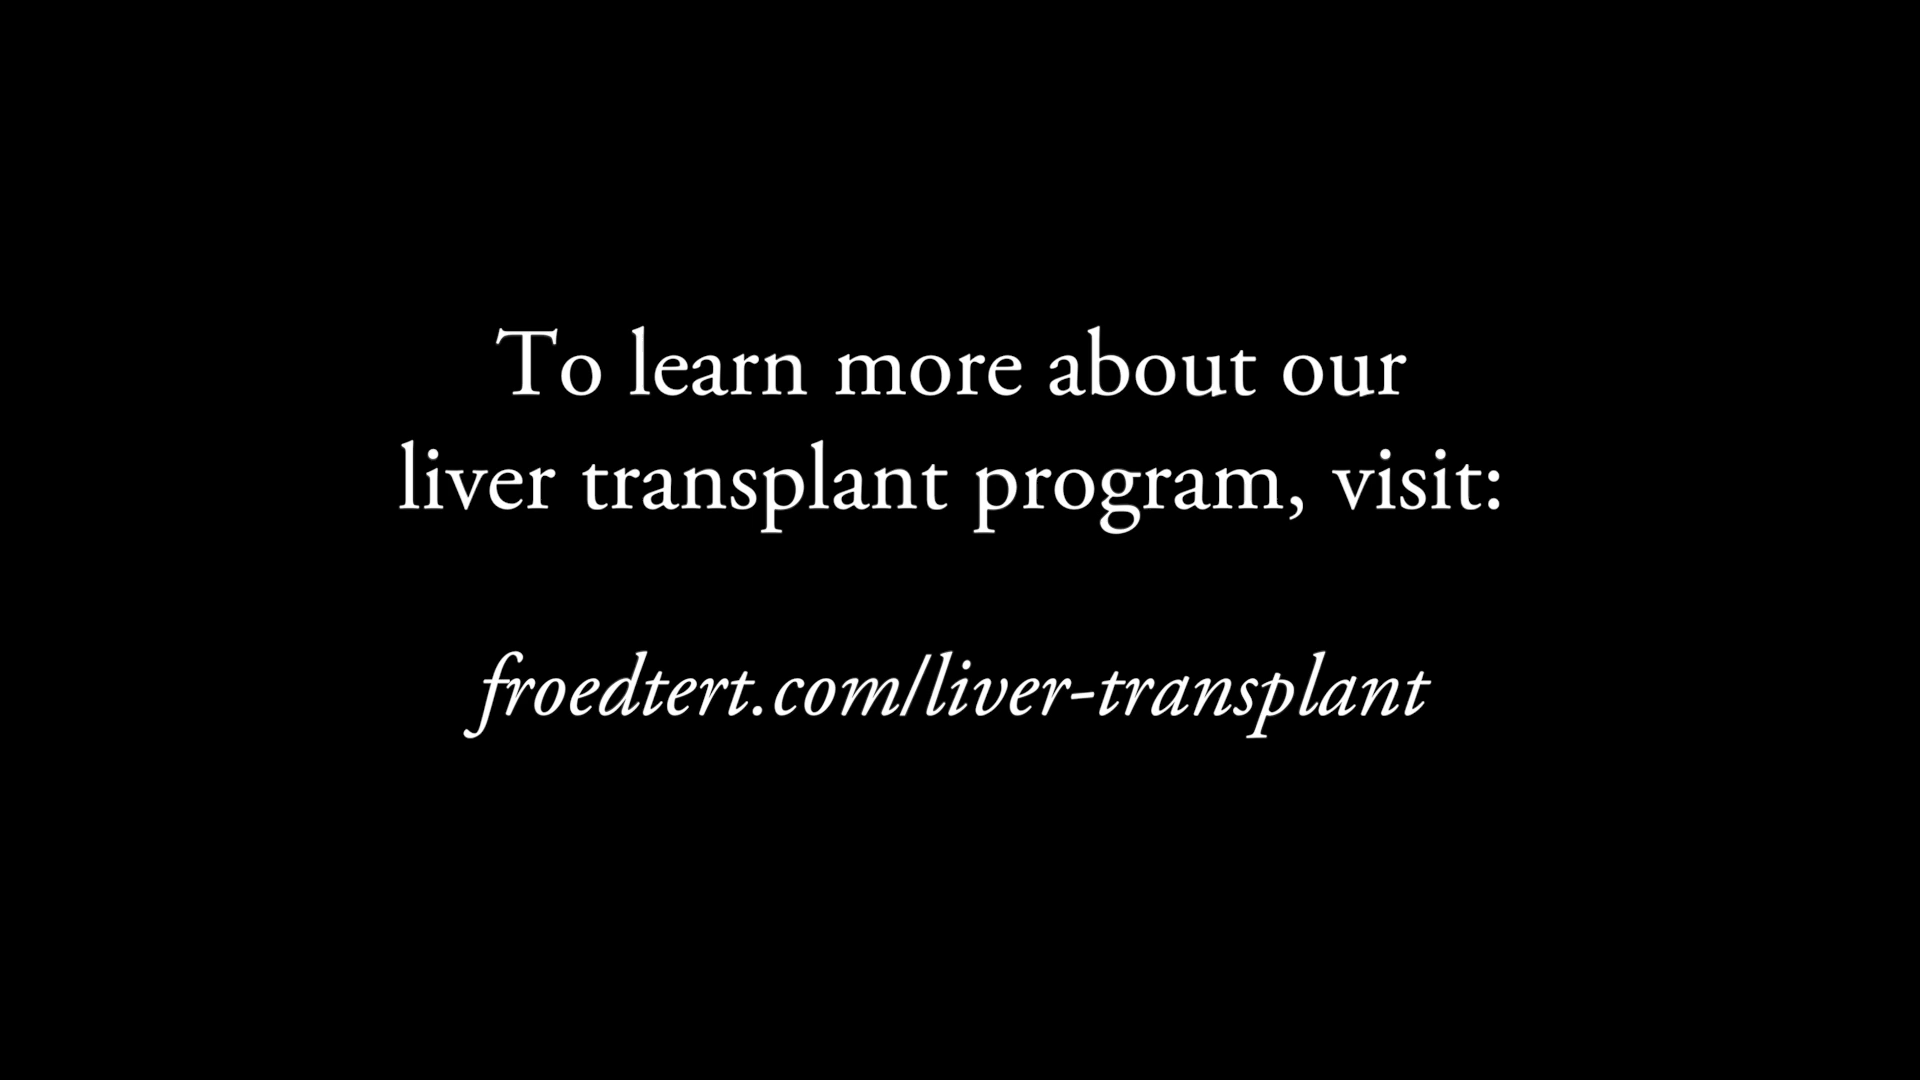 To learn more about our
liver transplant program, visit:
froedtert.com/liver-transplant